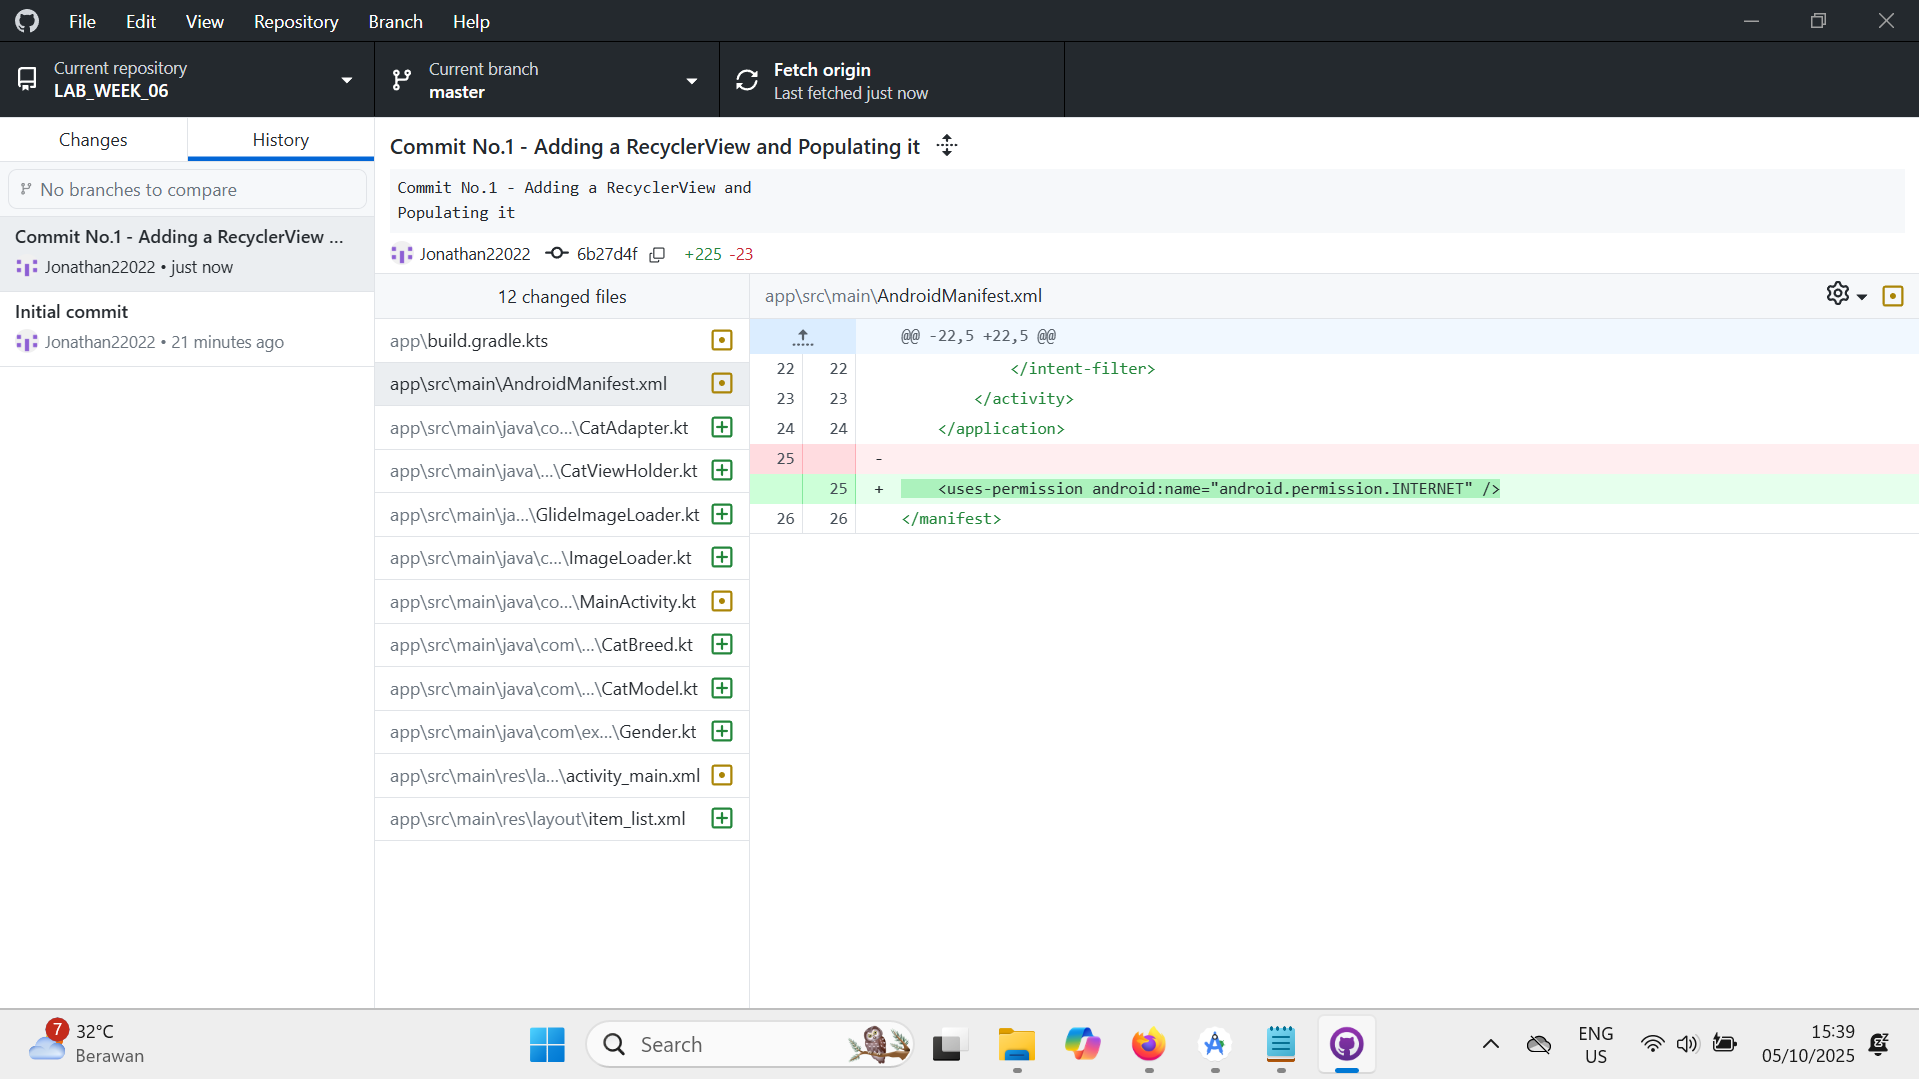 File Edit View Repository Branch Help
Current repository
LAB_WEEK_06
Current branch
master
Fetch origin
Last fetched just now
Changes
History
No branches to compare
Commit No.1 - Adding a RecyclerView ...
Jonathan22022 • just now
Initial commit
Jonathan22022 • 21 minutes ago
Commit No.1 - Adding a RecyclerView and Populating it
Commit No.1 - Adding a RecyclerView and
Populating it
Jonathan22022 6b27d4f +225 -23
12 changed files
app\build.gradle.kts
app\src\main\AndroidManifest.xml
app\src\main\java\co...\CatAdapter.kt
app\src\main\java\...\CatViewHolder.kt
app\src\main\ja...\GlideImageLoader.kt
app\src\main\java\c...\ImageLoader.kt
app\src\main\java\co...\MainActivity.kt
app\src\main\java\com\...\CatBreed.kt
app\src\main\java\com\...\CatModel.kt
app\src\main\java\com\ex...\Gender.kt
app\src\main\res\la...\activity_main.xml
app\src\main\res\layout\item_list.xml
app\src\main\AndroidManifest.xml
@@ -22,5 +22,5 @@
22 22 </intent-filter>
23 23 </activity>
24 24 </application>
25 -
25 + <uses-permission android:name="android.permission.INTERNET" />
26 26 </manifest>
7
32°C
Berawan
Search
ENG
US
15:39
05/10/2025